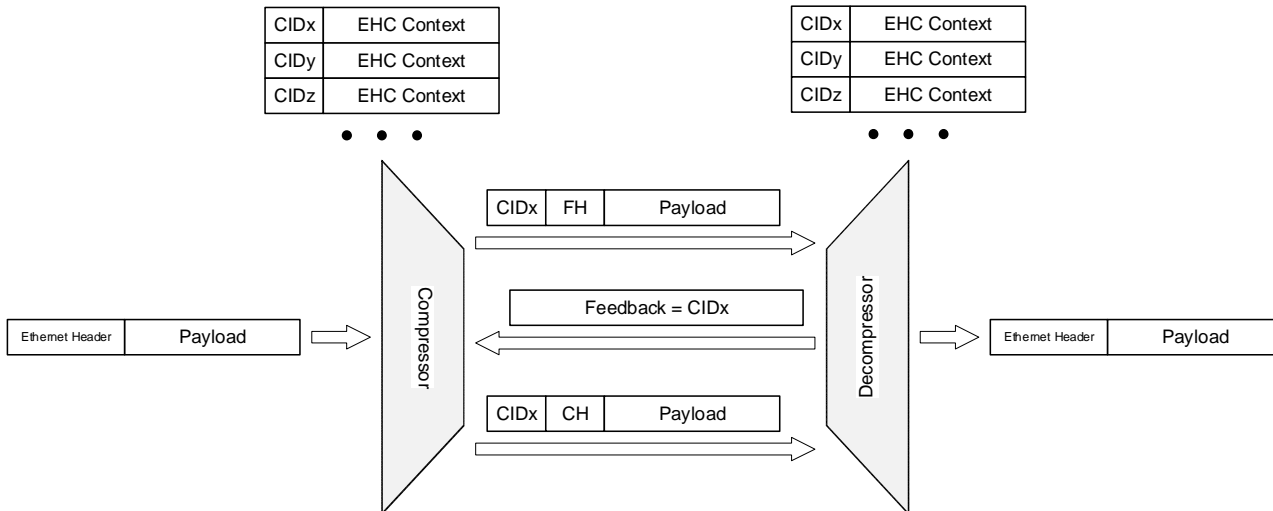 CIDx EHC Context
CIDy EHC Context
CIDz EHC Context
CIDx EHC Context
CIDy EHC Context
CIDz EHC Context
CIDx FH Payload
Feedback = CIDx
CIDx CH Payload
Compressor
Decompressor
Ethernet Header Payload
Ethernet Header Payload